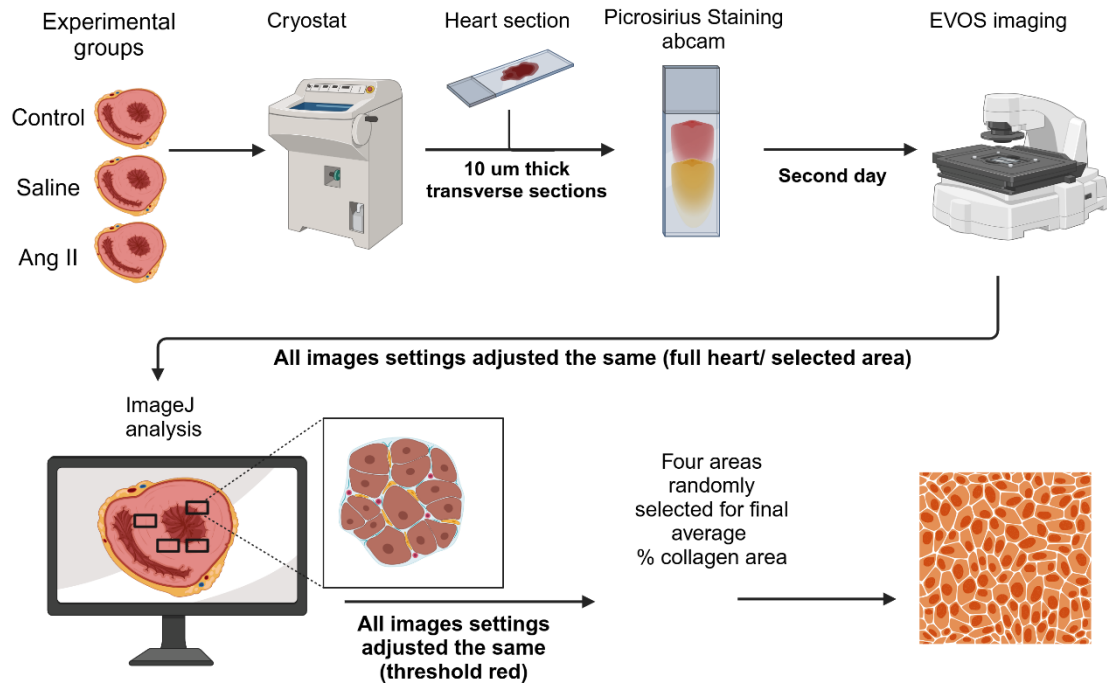 Experimental
groups
Cryostat
Heart section
Picrosirius Staining
abcam
EVOS imaging
Control
Saline
Ang II
10 um thick
transverse sections
Second day
All images settings adjusted the same (full heart/ selected area)
ImageJ
analysis
Four areas
randomly
selected for final
average
% collagen area
All images settings
adjusted the same
(threshold red)